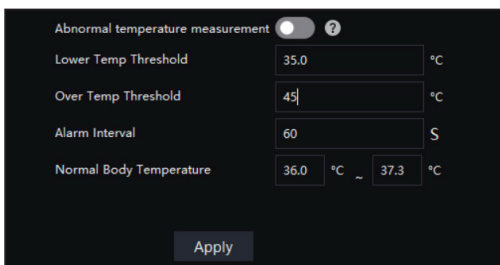 Abnormal temperature measurement ?
Lower Temp Threshold 35.0 °C
Over Temp Threshold 45 °C
Alarm Interval 60 S
Normal Body Temperature 36.0 °C ~ 37.3 °C
Apply